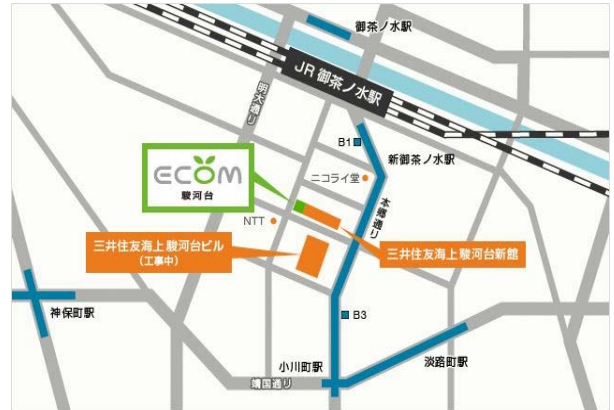 御茶ノ水駅
JR 御茶ノ水駅
明大通り
B1
新御茶ノ水駅
ecom
駿河台
ニコライ堂
本郷通り
NTT
三井住友海上 駿河台ビル
(工事中)
三井住友海上 駿河台新館
神保町駅
B3
小川町駅
淡路町駅
靖国通り